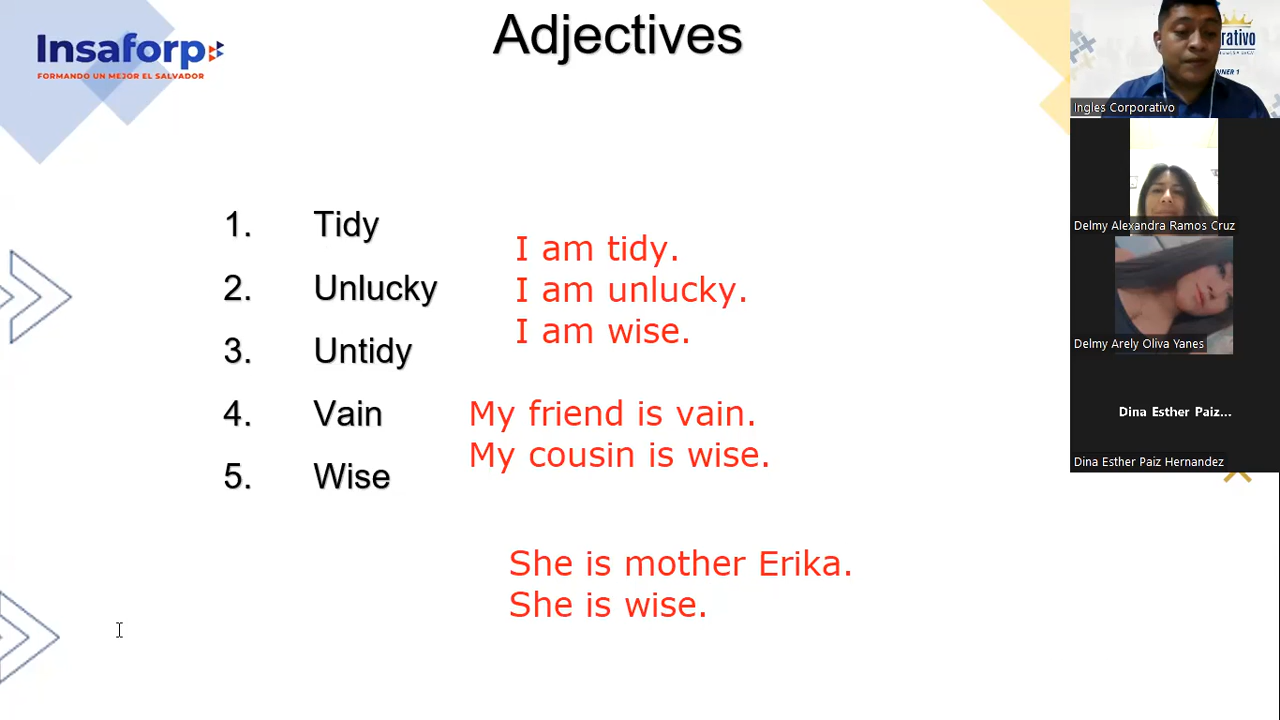 Adjectives
Insaforp
FORMANDO UN MEJOR EL SALVADOR
1. Tidy
2. Unlucky
3. Untidy
4. Vain
5. Wise
I am tidy.
I am unlucky.
I am wise.
My friend is vain.
My cousin is wise.
She is mother Erika.
She is wise.
Ingles Corporativo
Delmy Alexandra Ramos Cruz
Delmy Arely Oliva Yanes
Dina Esther Paiz...
Dina Esther Paiz Hernandez